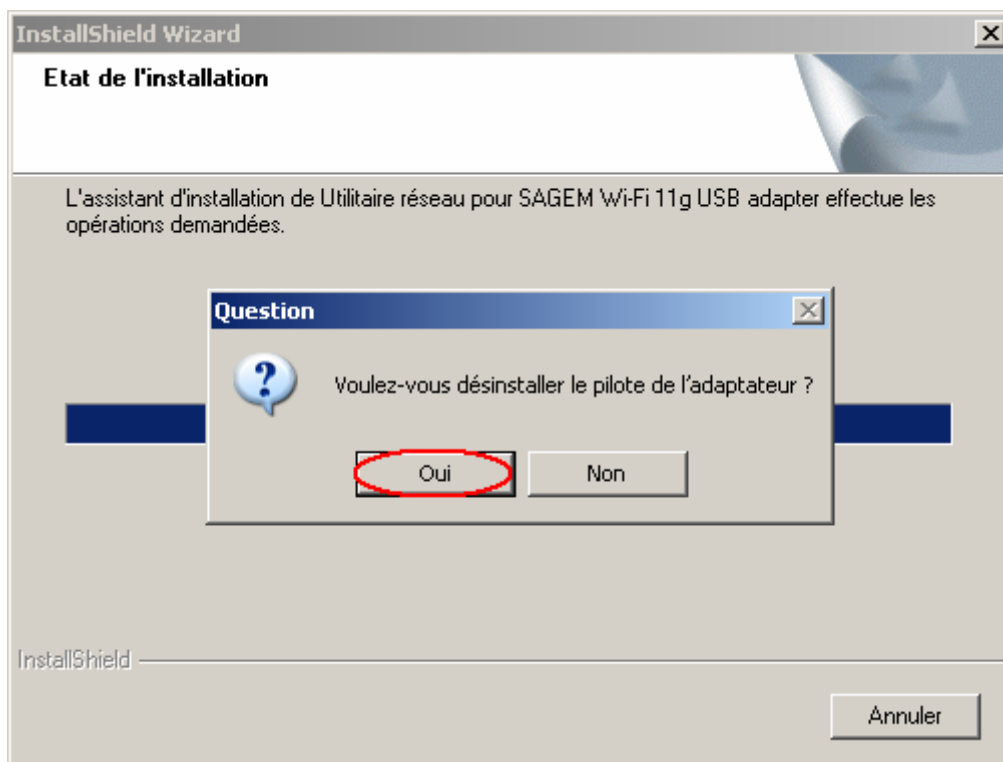 InstallShield Wizard
Etat de l'installation
L'assistant d'installation de Utilitaire réseau pour SAGEM Wi-Fi 11g USB adapter effectue les
opérations demandées.
Question
Voulez-vous désinstaller le pilote de l'adaptateur ?
Oui
Non
InstallShield
Annuler